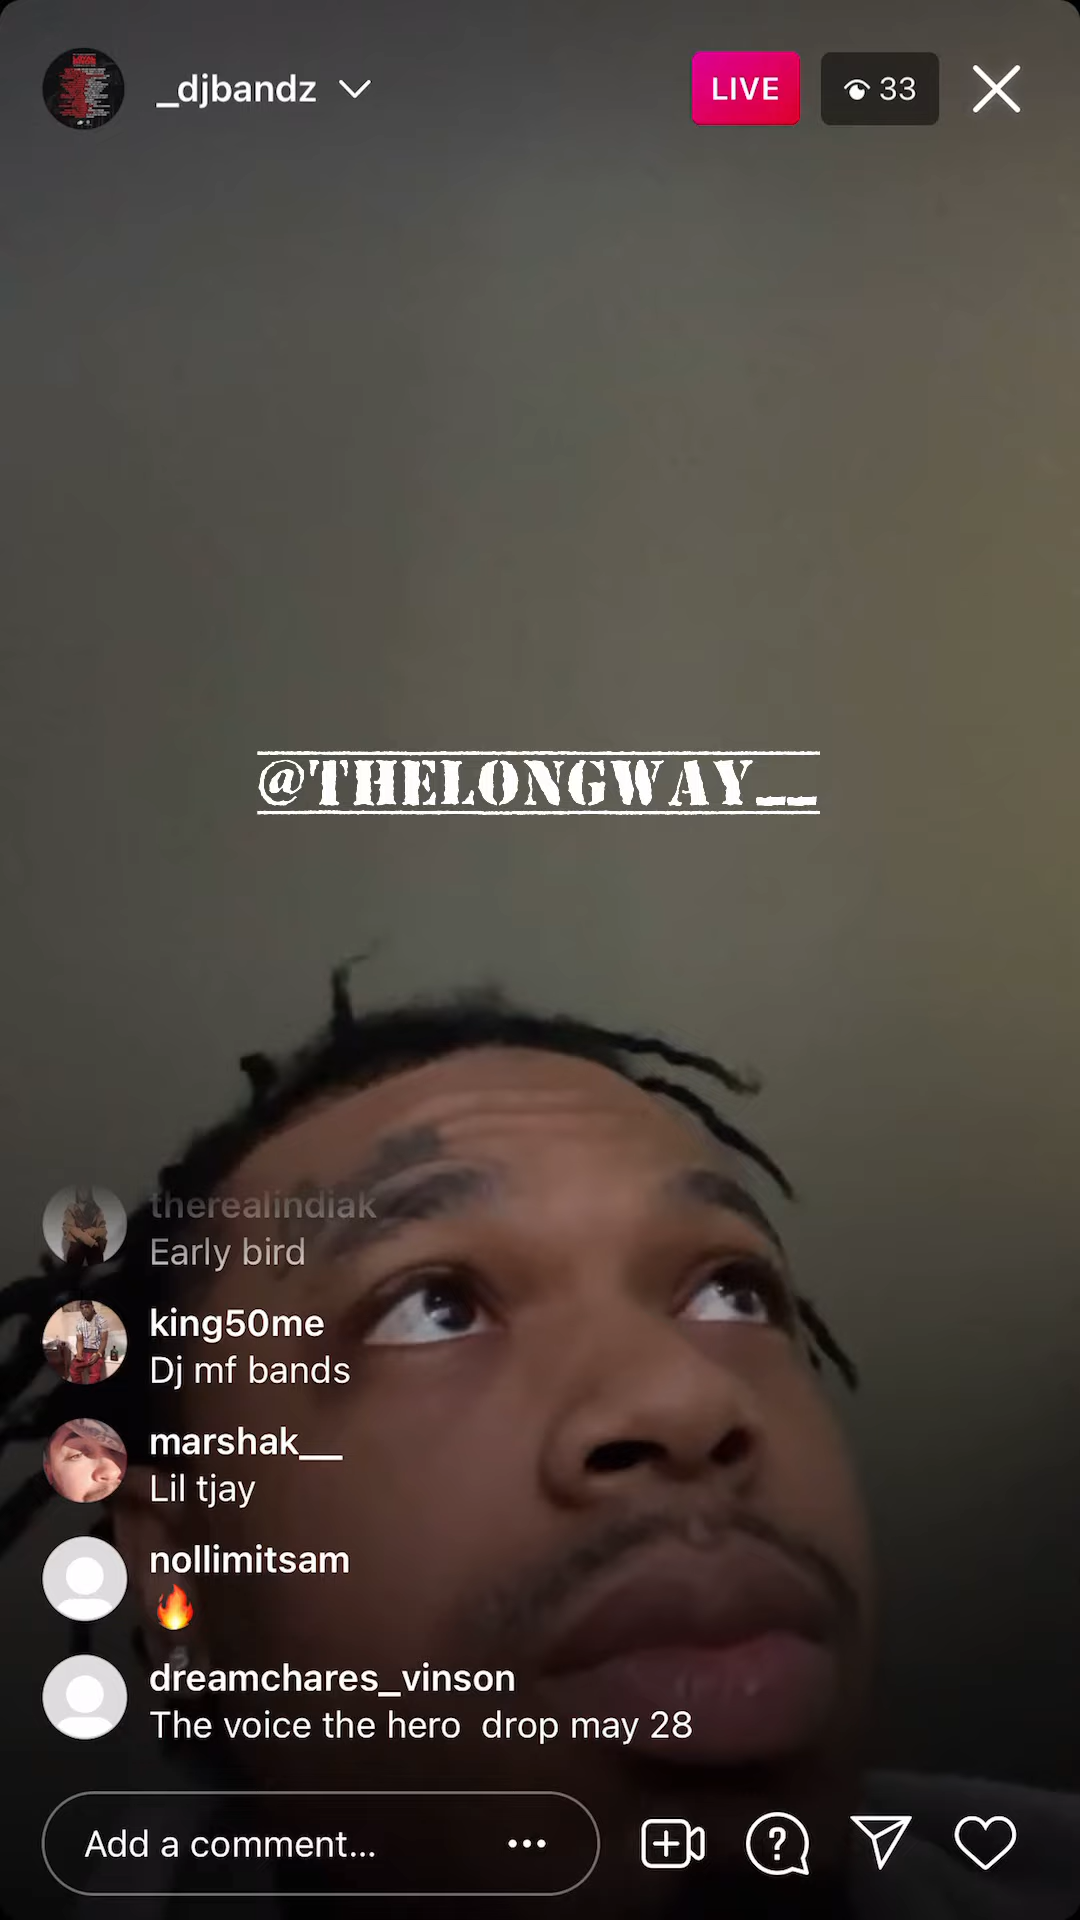 _djbandz
LIVE
33
@THELONGWAY__
therealindiak
Early bird
king50me
Dj mf bands
marshak__
Lil tjay
nollimitsam
🔥
dreamchares_vinson
The voice the hero  drop may 28
Add a comment...